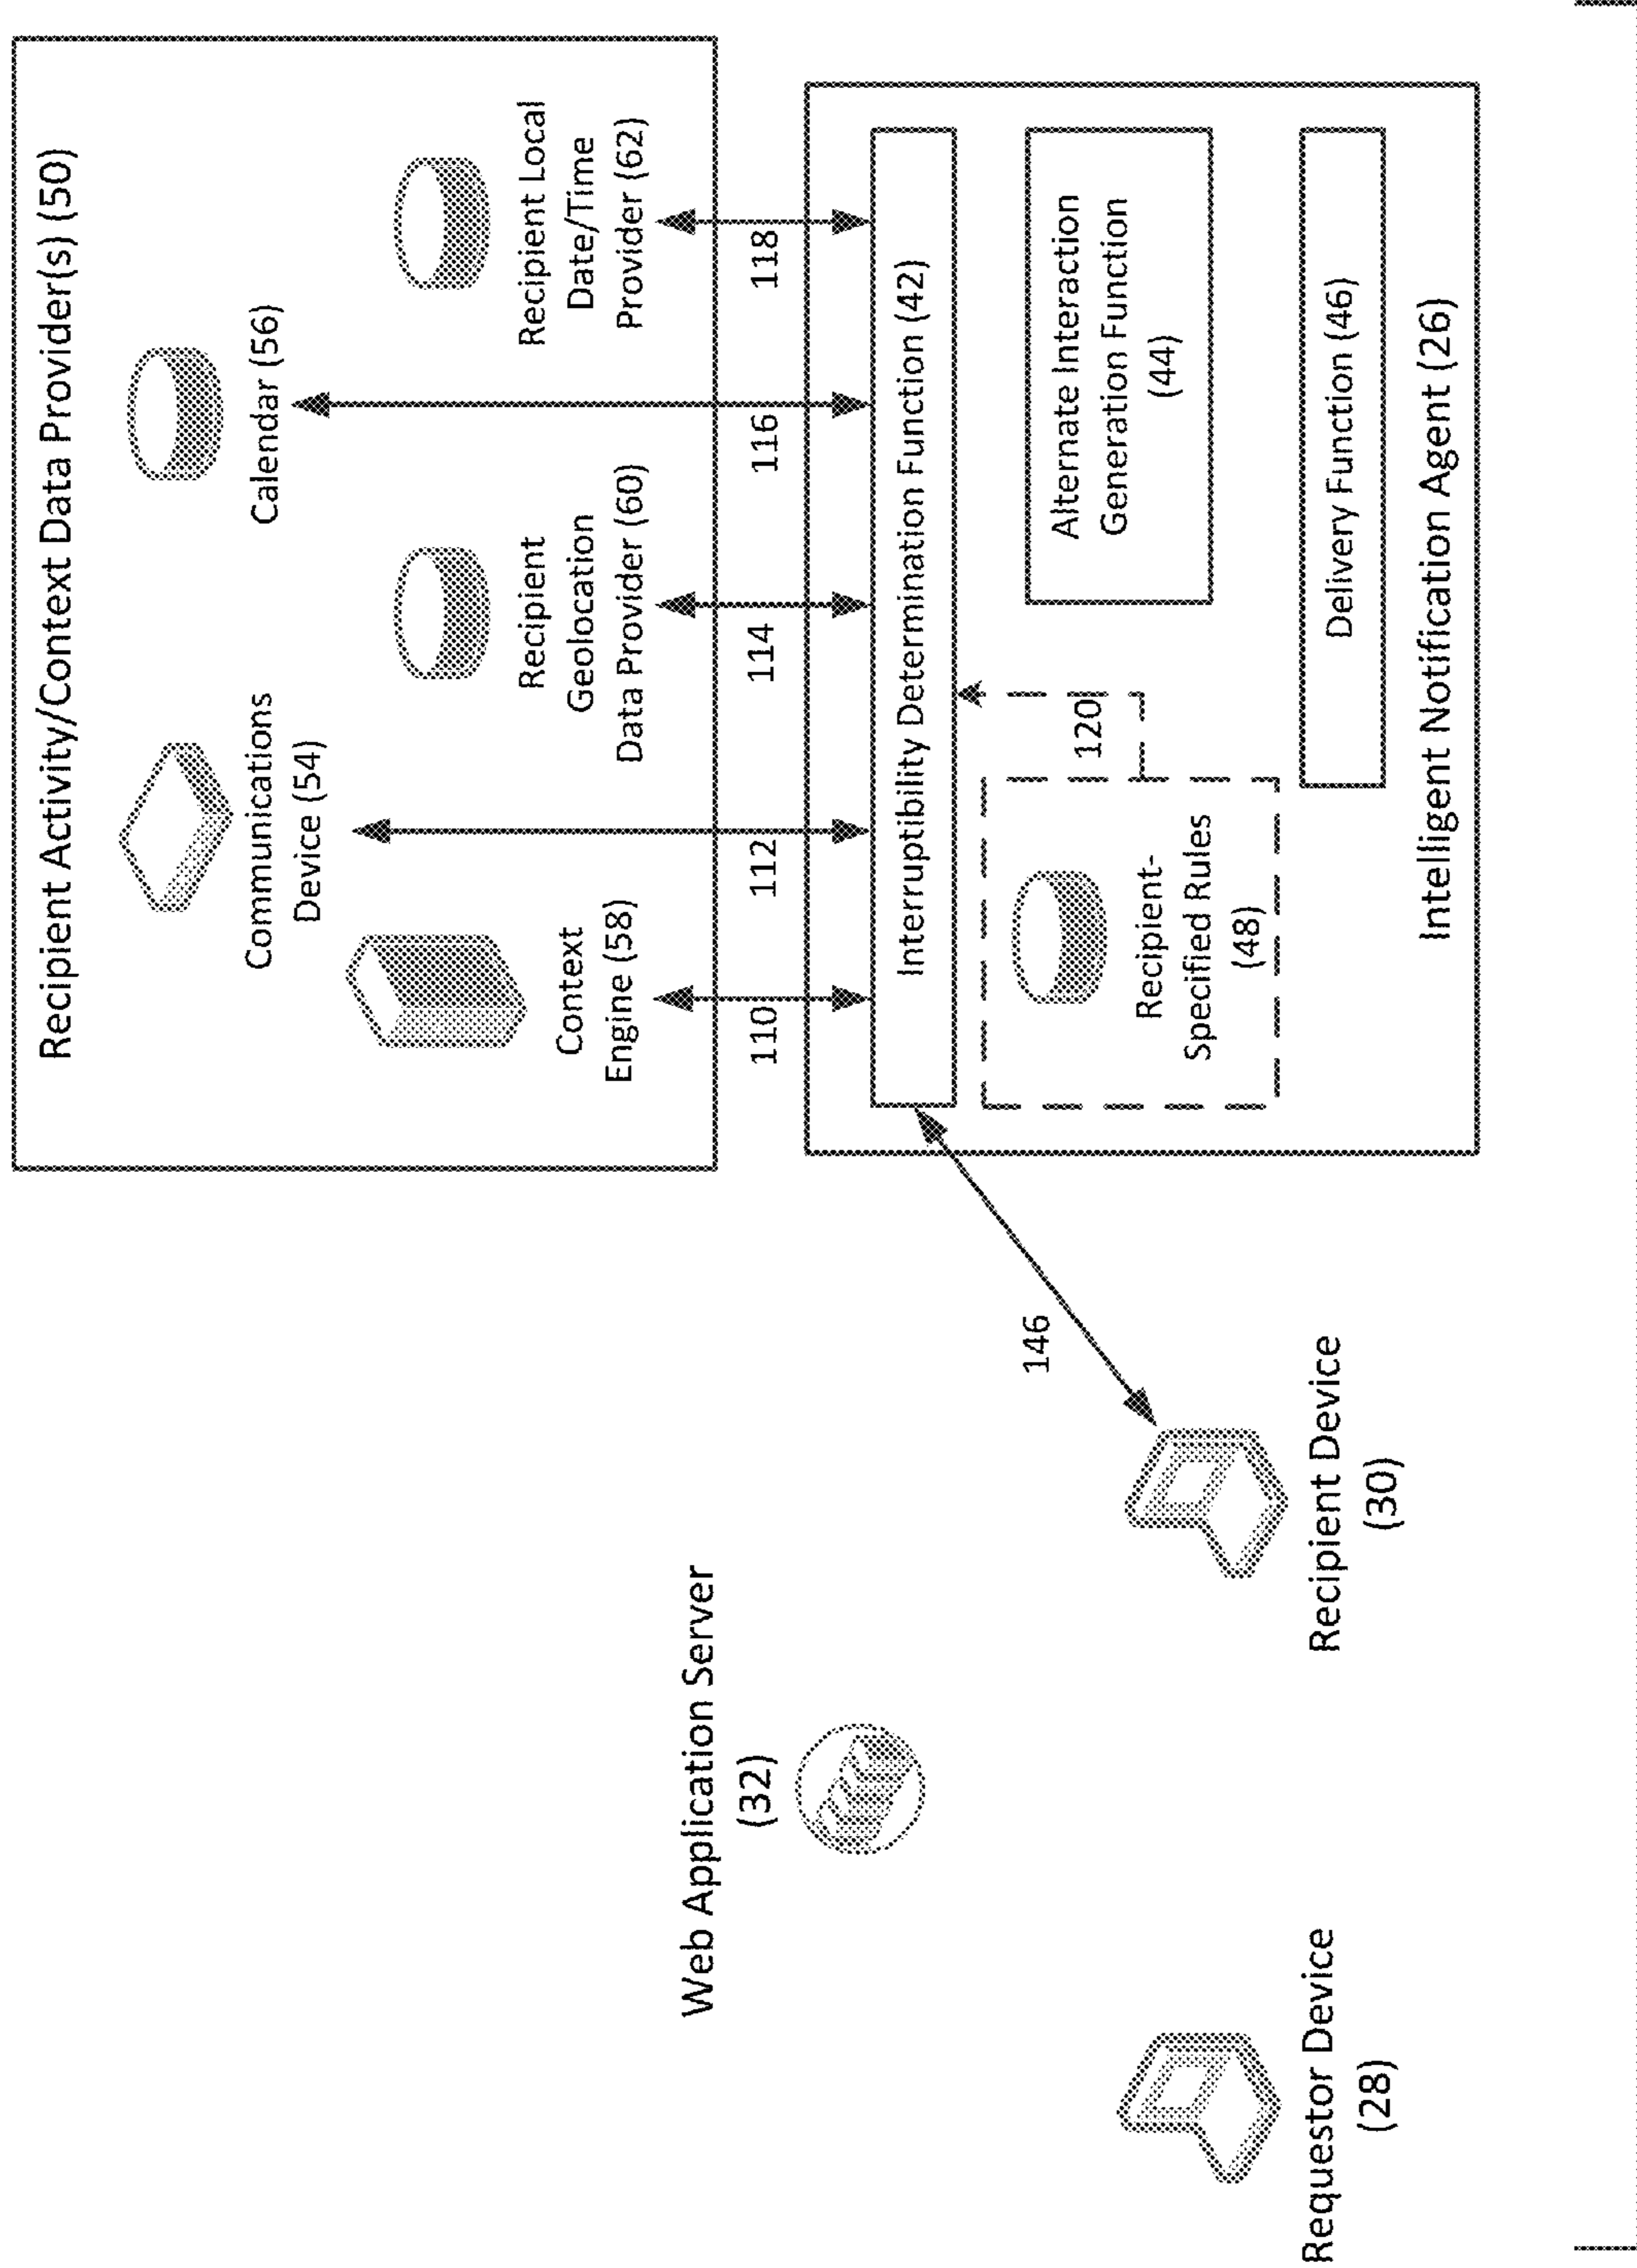 Recipient Activity/Context Data Provider(s) (50)
Communications
Device (54)
Calendar (56)
Context
Engine (58)
Recipient
Geolocation
Data Provider (60)
Recipient Local
Date/Time
Provider (62)
110
112
114
116
118
Web Application Server
(32)
Interruptibility Determination Function (42)
146
120
Recipient-
Specified Rules
(48)
Alternate Interaction
Generation Function
(44)
Delivery Function (46)
Intelligent Notification Agent (26)
Requestor Device
(28)
Recipient Device
(30)